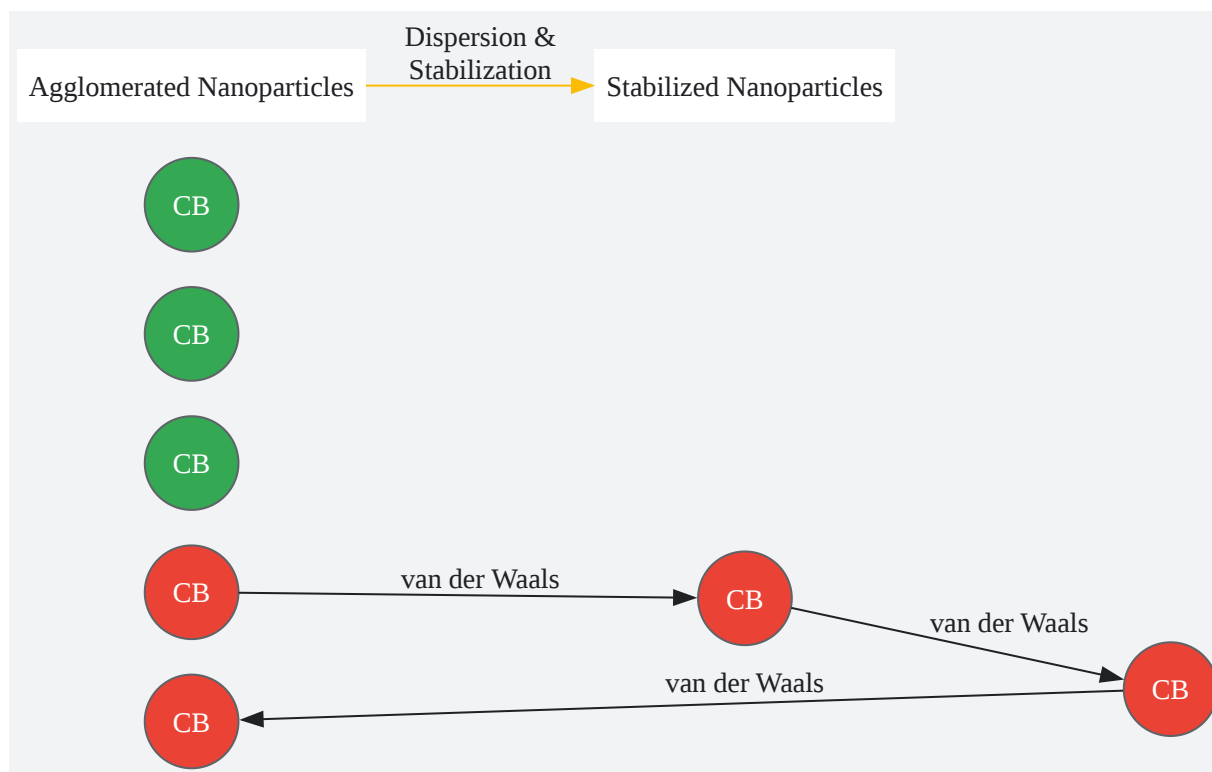 Dispersion &
Stabilization
Agglomerated Nanoparticles
Stabilized Nanoparticles
CB
CB
CB
van der Waals
CB
CB
van der Waals
van der Waals
CB
CB